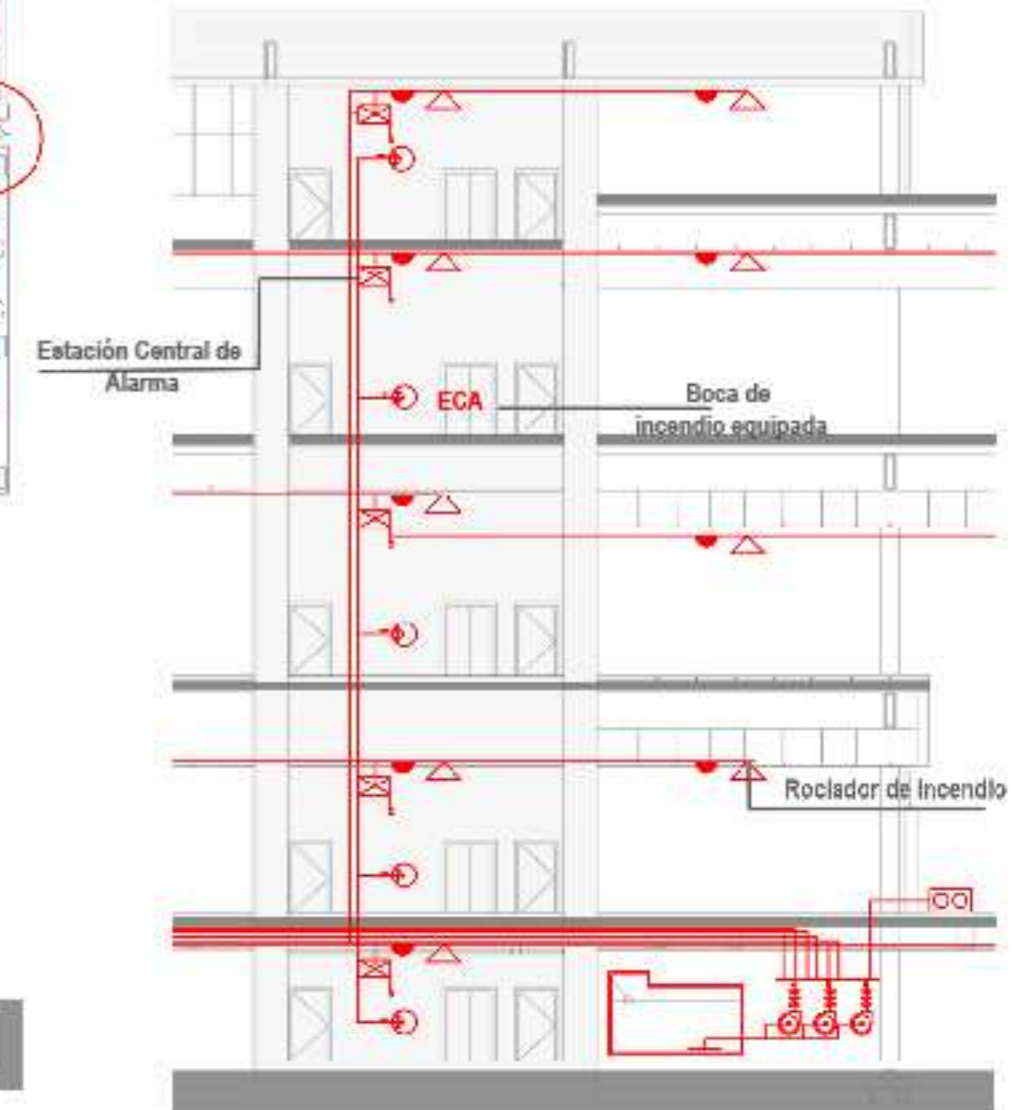 Estación Central de
Alarma
ECA
Boca de
incendio equipada
Rociador de Incendio